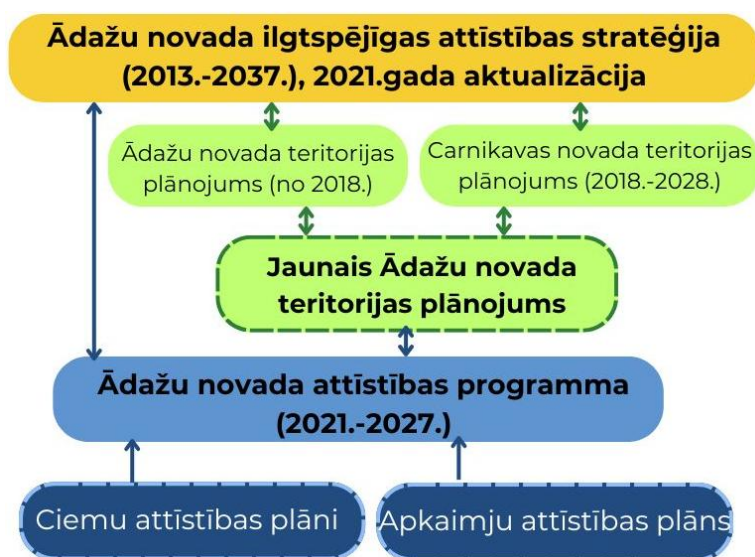 Ādažu novada ilgtspējīgas attīstības stratēģija
(2013.-2037.), 2021.gada aktualizācija
Ādažu novada teritorijas
plānojums (no 2018.)
Carnikavas novada teritorijas
plānojums (2018.-2028.)
Jaunais Ādažu novada
teritorijas plānojums
Ādažu novada attīstības programma
(2021.-2027.)
Ciemu attīstības plāni
Apkaimju attīstības plāns